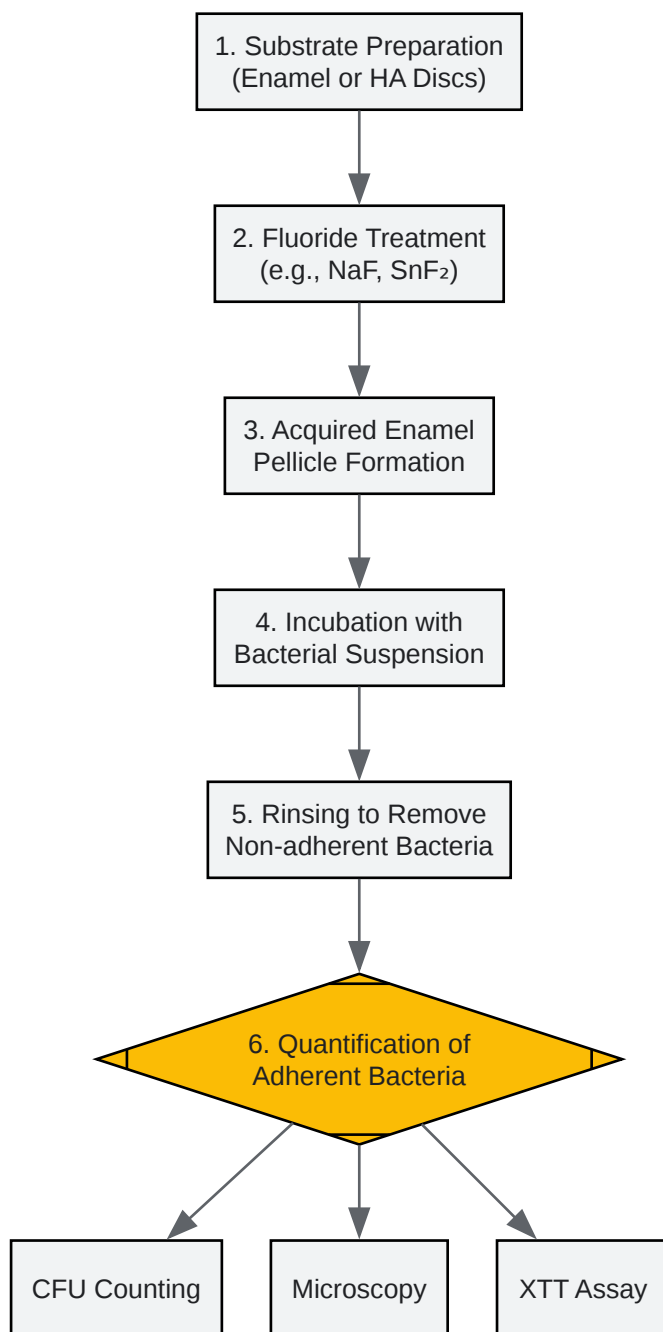 1. Substrate Preparation
(Enamel or HA Discs)
2. Fluoride Treatment
(e.g., NaF, SnF₂)
3. Acquired Enamel
Pellicle Formation
4. Incubation with
Bacterial Suspension
5. Rinsing to Remove
Non-adherent Bacteria
6. Quantification of
Adherent Bacteria
CFU Counting
Microscopy
XTT Assay